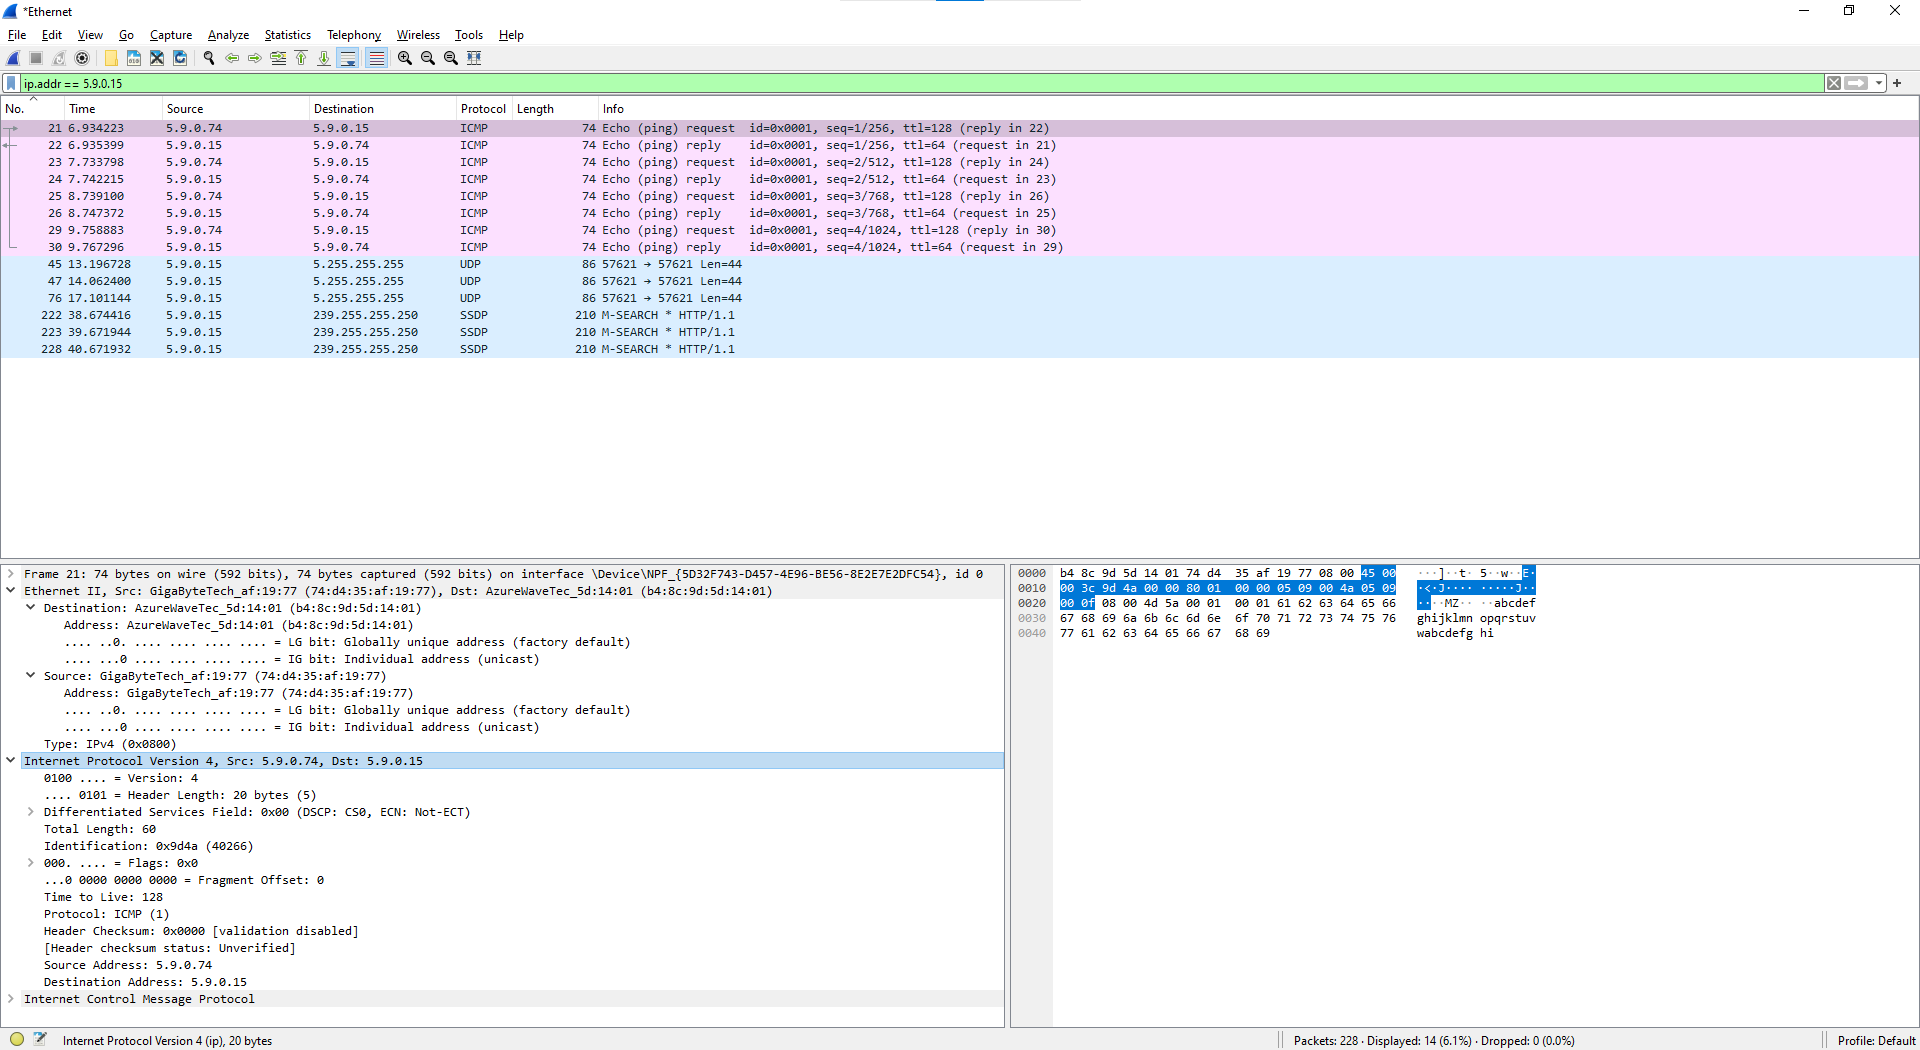 *Ethernet
File Edit View Go Capture Analyze Statistics Telephony Wireless Tools Help
ip.addr == 5.9.0.15
No. Time Source Destination Protocol Length Info
21 6.934223 5.9.0.74 5.9.0.15 ICMP 74 Echo (ping) request id=0x0001, seq=1/256, ttl=128 (reply in 22)
22 6.935399 5.9.0.15 5.9.0.74 ICMP 74 Echo (ping) reply id=0x0001, seq=1/256, ttl=64 (request in 21)
23 7.733798 5.9.0.74 5.9.0.15 ICMP 74 Echo (ping) request id=0x0001, seq=2/512, ttl=128 (reply in 24)
24 7.742215 5.9.0.15 5.9.0.74 ICMP 74 Echo (ping) reply id=0x0001, seq=2/512, ttl=64 (request in 23)
25 8.739100 5.9.0.74 5.9.0.15 ICMP 74 Echo (ping) request id=0x0001, seq=3/768, ttl=128 (reply in 26)
26 8.747372 5.9.0.15 5.9.0.74 ICMP 74 Echo (ping) reply id=0x0001, seq=3/768, ttl=64 (request in 25)
29 9.758883 5.9.0.74 5.9.0.15 ICMP 74 Echo (ping) request id=0x0001, seq=4/1024, ttl=128 (reply in 30)
30 9.767296 5.9.0.15 5.9.0.74 ICMP 74 Echo (ping) reply id=0x0001, seq=4/1024, ttl=64 (request in 29)
45 13.196728 5.9.0.15 5.255.255.255 UDP 86 57621 → 57621 Len=44
47 14.062400 5.9.0.15 5.255.255.255 UDP 86 57621 → 57621 Len=44
76 17.101144 5.9.0.15 5.255.255.255 UDP 86 57621 → 57621 Len=44
222 38.674416 5.9.0.15 239.255.255.250 SSDP 210 M-SEARCH * HTTP/1.1
223 39.671944 5.9.0.15 239.255.255.250 SSDP 210 M-SEARCH * HTTP/1.1
228 40.671932 5.9.0.15 239.255.255.250 SSDP 210 M-SEARCH * HTTP/1.1
Frame 21: 74 bytes on wire (592 bits), 74 bytes captured (592 bits) on interface \Device\NPF_{5D32F743-D457-4E96-BE56-8E2E7E2DFC54}, id 0
Ethernet II, Src: GigaByteTech_af:19:77 (74:d4:35:af:19:77), Dst: AzureWaveTec_5d:14:01 (b4:8c:9d:5d:14:01)
Destination: AzureWaveTec_5d:14:01 (b4:8c:9d:5d:14:01)
Address: AzureWaveTec_5d:14:01 (b4:8c:9d:5d:14:01)
.... ..0. .... .... .... .... = LG bit: Globally unique address (factory default)
.... ...0 .... .... .... .... = IG bit: Individual address (unicast)
Source: GigaByteTech_af:19:77 (74:d4:35:af:19:77)
Address: GigaByteTech_af:19:77 (74:d4:35:af:19:77)
.... ..0. .... .... .... .... = LG bit: Globally unique address (factory default)
.... ...0 .... .... .... .... = IG bit: Individual address (unicast)
Type: IPv4 (0x0800)
Internet Protocol Version 4, Src: 5.9.0.74, Dst: 5.9.0.15
0100 .... = Version: 4
.... 0101 = Header Length: 20 bytes (5)
Differentiated Services Field: 0x00 (DSCP: CS0, ECN: Not-ECT)
Total Length: 60
Identification: 0x9d4a (40266)
000. .... = Flags: 0x0
...0 0000 0000 0000 = Fragment Offset: 0
Time to Live: 128
Protocol: ICMP (1)
Header Checksum: 0x0000 [validation disabled]
[Header checksum status: Unverified]
Source Address: 5.9.0.74
Destination Address: 5.9.0.15
Internet Control Message Protocol
0000 b4 8c 9d 5d 14 01 74 d4 35 af 19 77 08 00 45 00 ···]··t· 5··w··E·
0010 00 3c 9d 4a 00 00 80 01 00 00 05 09 00 4a 05 09 ·<·J···· ·····J··
0020 00 0f 08 00 4d 5a 00 01 00 01 61 62 63 64 65 66 ····MZ·· ··abcdef
0030 67 68 69 6a 6b 6c 6d 6e 6f 70 71 72 73 74 75 76 ghijklmn opqrstuv
0040 77 61 62 63 64 65 66 67 68 69 wabcdefg hi
Internet Protocol Version 4 (ip), 20 bytes
Packets: 228 · Displayed: 14 (6.1%) · Dropped: 0 (0.0%)
Profile: Default